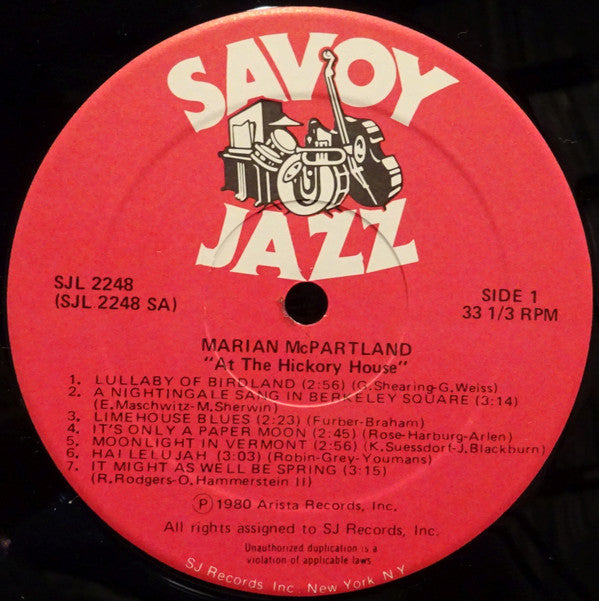 SAVOY
JAZZ
SJL 2248
(SJL 2248 SA)
SIDE 1
33 1/3 RPM
MARIAN McPARTLAND
"At The Hickory House"
1. LULLABY OF BIRDLAND (2:56) (G.Shearing-G.Weiss)
2. A NIGHTINGALE SANG IN BERKELEY SQUARE (3:14)
(E.Maschwitz-M.Sherwin)
3. LIMEHOUSE BLUES (2:23) (Furber-Braham)
4. IT'S ONLY A PAPER MOON (2:45) (Rose-Harburg-Arlen)
5. MOONLIGHT IN VERMONT (2:56) (K.Suessdorf-J.Blackburn)
6. HALLELUJAH (3:03) (Robin-Grey-Youmans)
7. IT MIGHT AS WELL BE SPRING (3:15)
(R.Rodgers-O.Hammerstein II)
Ⓟ 1980 Arista Records, Inc.
All rights assigned to SJ Records, Inc.
Unauthorized duplication is a
violation of applicable laws
SJ Records Inc. New York N.Y.